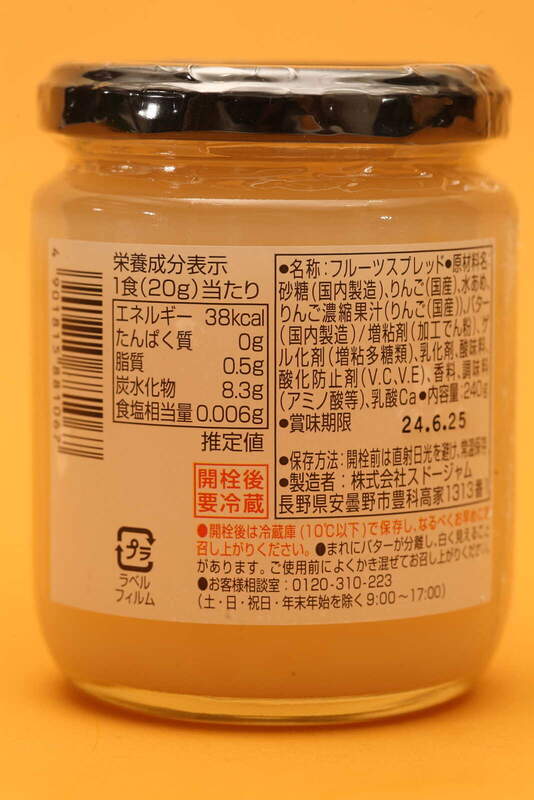 栄養成分表示
1食(20g)当たり
エネルギー 38kcal
たんぱく質 0g
脂質 0.5g
炭水化物 8.3g
食塩相当量 0.006g
推定値
開栓後
要冷蔵
●名称:フルーツスプレッド●原材料名:
砂糖(国内製造)、りんご(国産)、水あめ、
りんご濃縮果汁(りんご(国産))、バター
(国内製造)/増粘剤(加工でん粉)、ゲ
ル化剤(増粘多糖類)、乳化剤、酸味料、
酸化防止剤(V.C、V.E)、香料、調味料
(アミノ酸等)、乳酸Ca●内容量:240g
●賞味期限 24.6.25
●保存方法:開栓前は直射日光を避け、常温保存
●製造者:株式会社スドージャム
長野県安曇野市豊科高家1313番
●開栓後は冷蔵庫(10℃以下)で保存し、なるべくお早めに
召し上がりください。●まれにバターが分離し、白く見えること
があります。ご使用前によくかき混ぜてお召し上がりください。
●お客様相談室:0120-310-223
(土・日・祝日・年末年始を除く9:00~17:00)
プラ
ラベル
フィルム